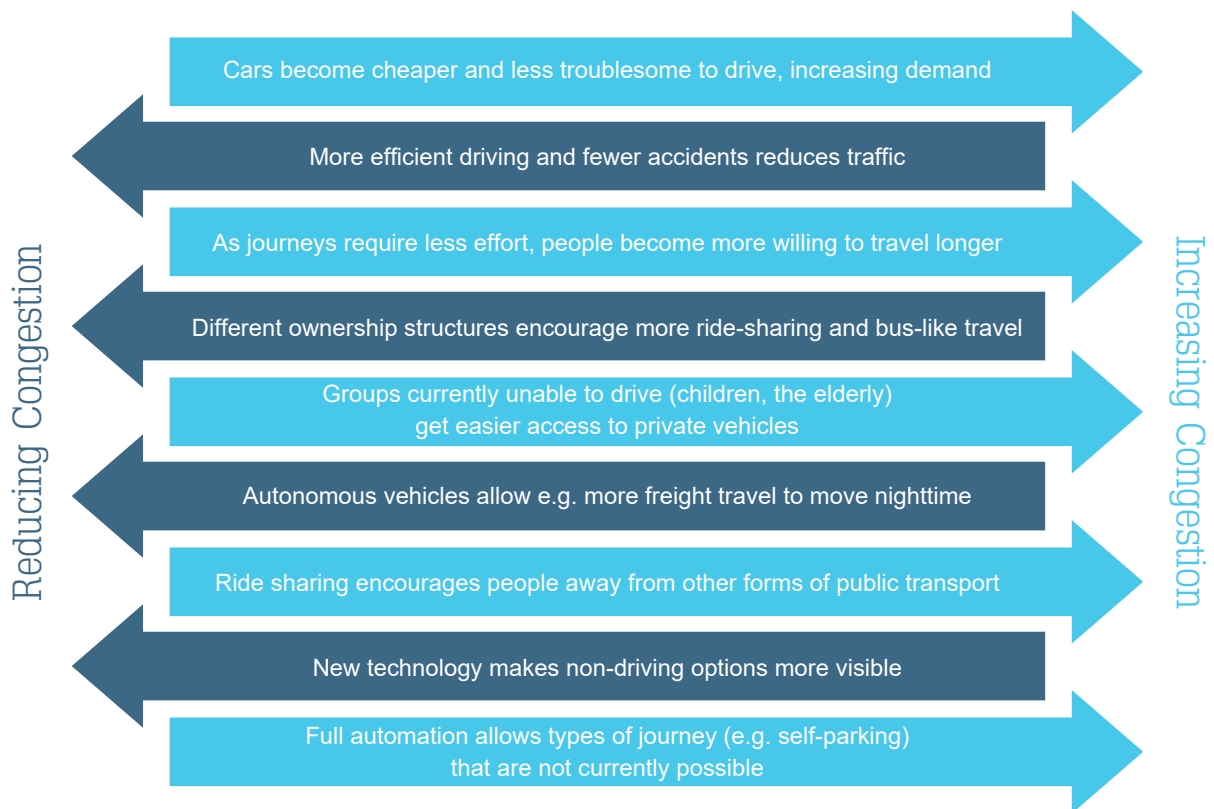 Cars become cheaper and less troublesome to drive, increasing demand
More efficient driving and fewer accidents reduces traffic
As journeys require less effort, people become more willing to travel longer
Different ownership structures encourage more ride-sharing and bus-like travel
Groups currently unable to drive (children, the elderly)
get easier access to private vehicles
Autonomous vehicles allow e.g. more freight travel to move nighttime
Ride sharing encourages people away from other forms of public transport
New technology makes non-driving options more visible
Full automation allows types of journey (e.g. self-parking)
that are not currently possible
Reducing Congestion
Increasing Congestion